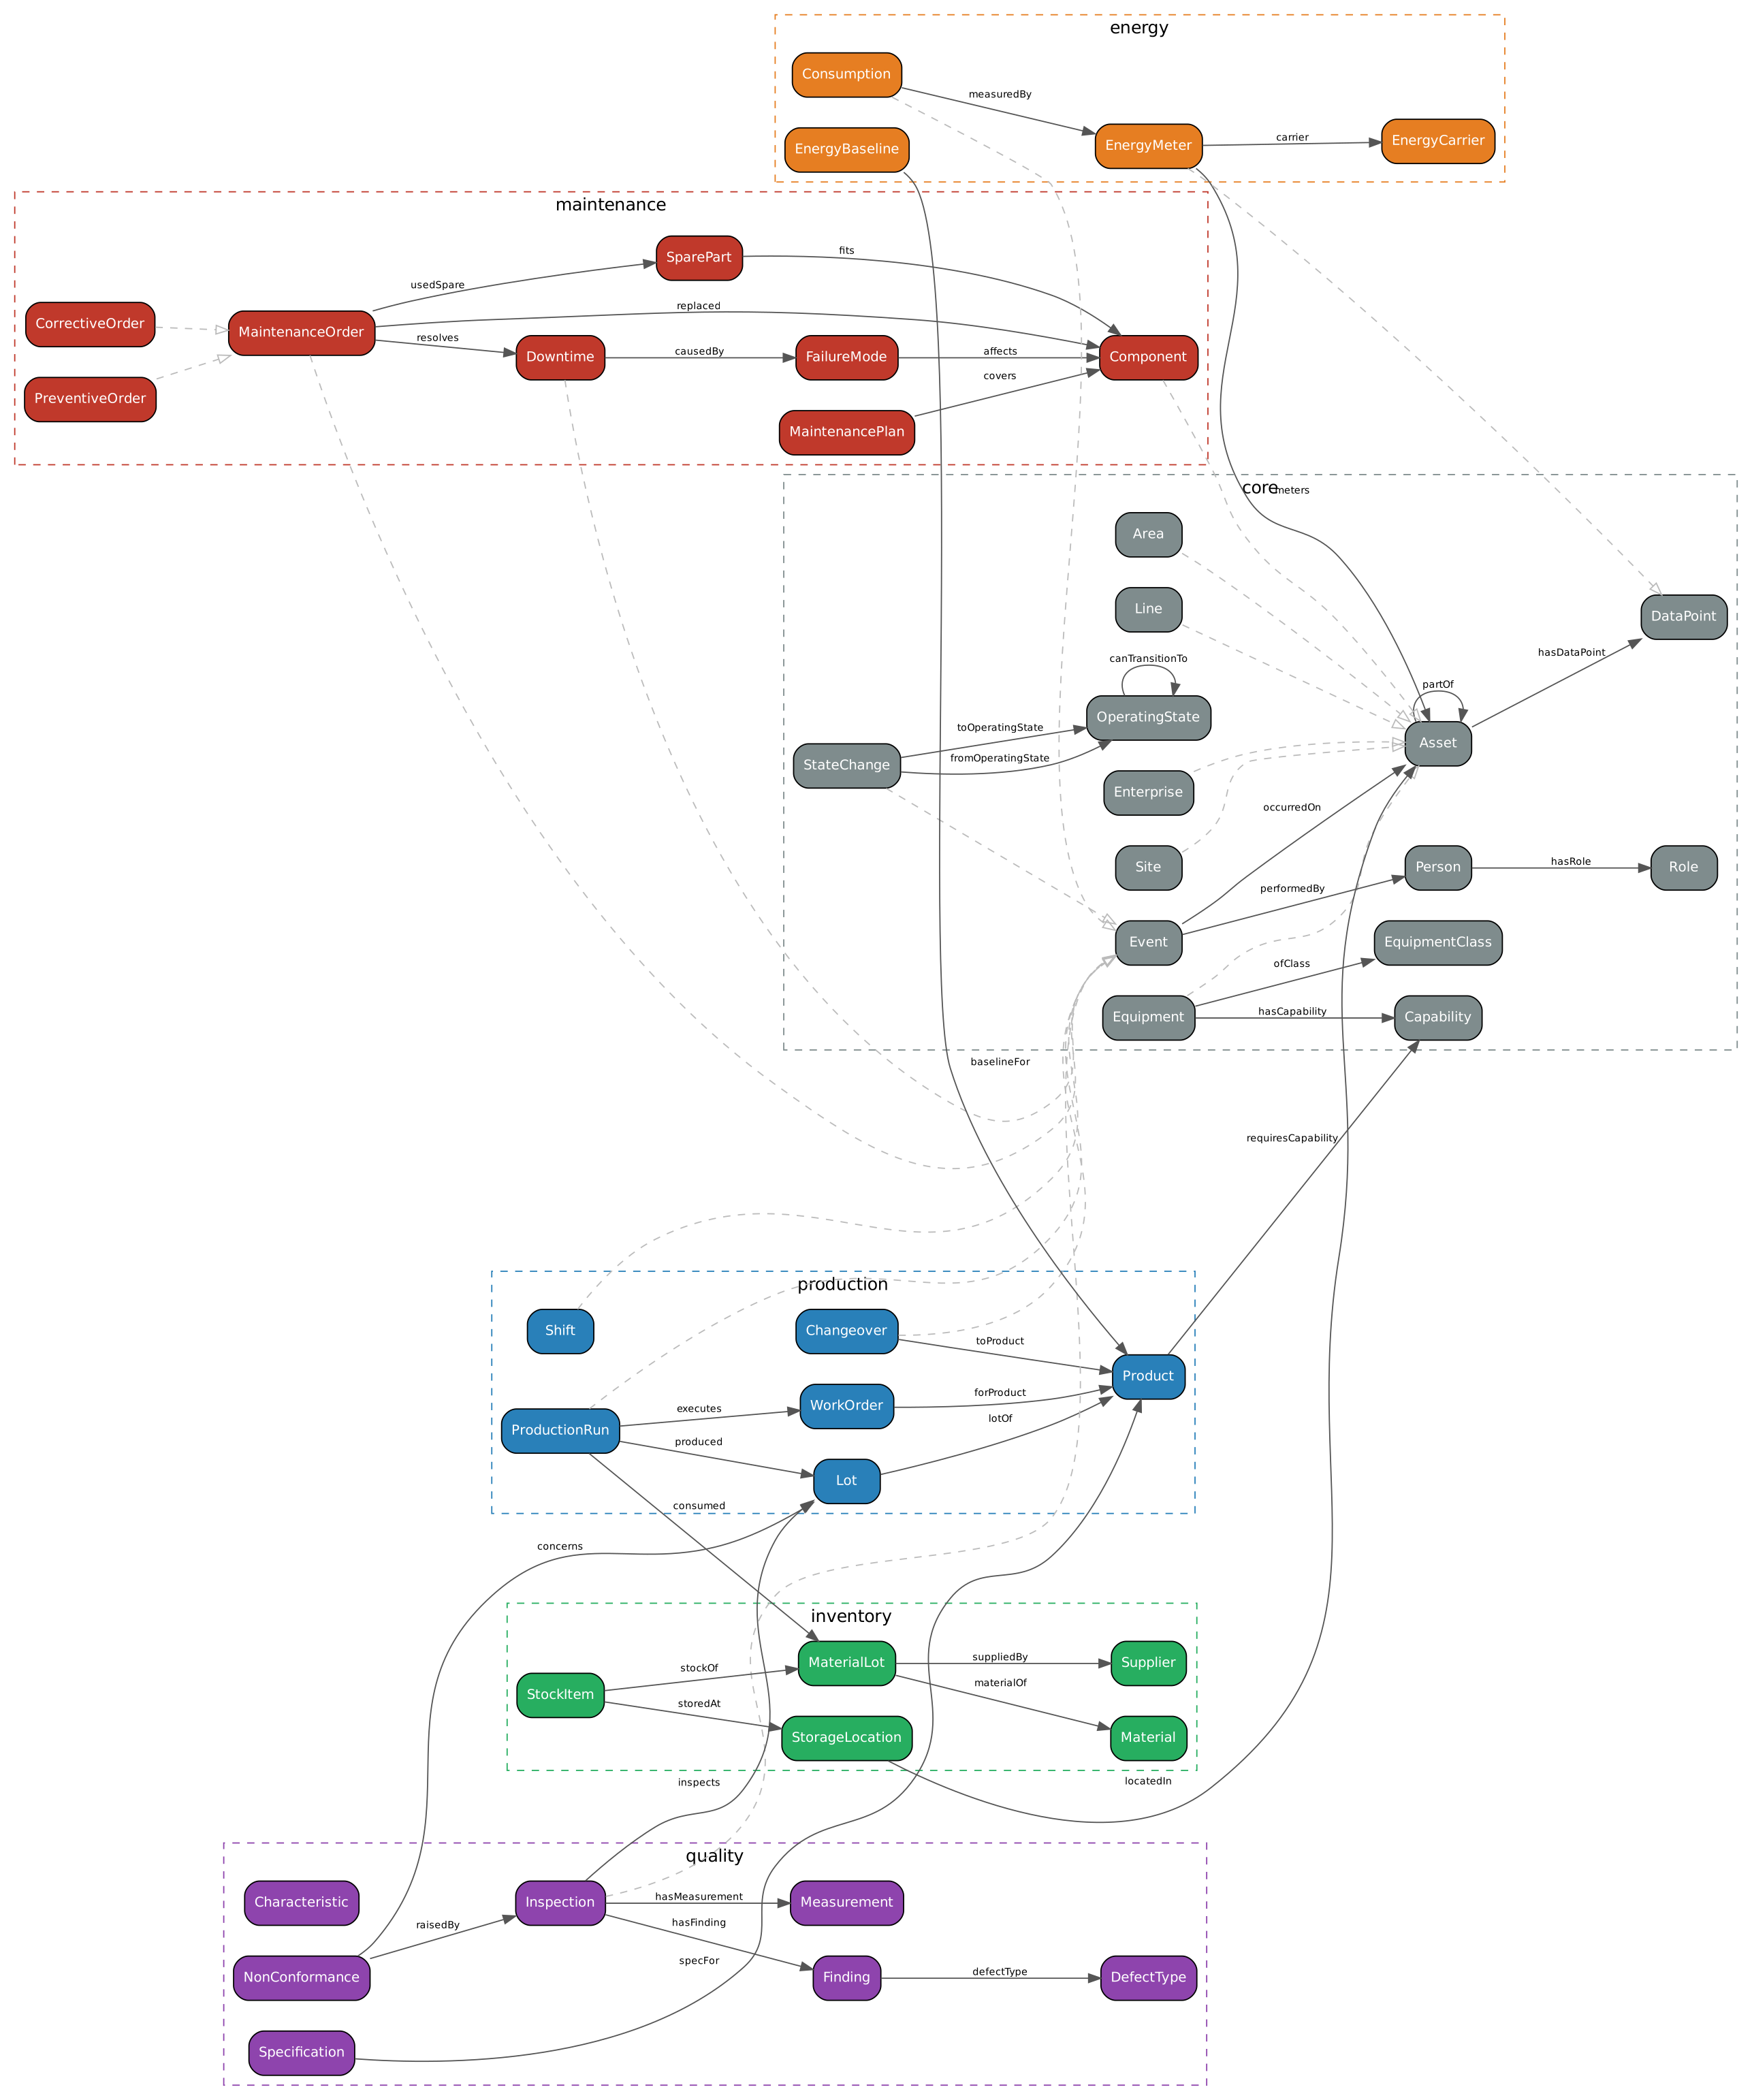 energy
Consumption
measuredBy
EnergyBaseline
EnergyMeter
carrier
EnergyCarrier
maintenance
SparePart
fits
usedSpare
CorrectiveOrder
MaintenanceOrder
replaced
resolves
Downtime
causedBy
FailureMode
affects
Component
covers
PreventiveOrder
MaintenancePlan
core
meters
Area
Line
DataPoint
hasDataPoint
canTransitionTo
partOf
OperatingState
toOperatingState
Asset
fromOperatingState
StateChange
Enterprise
occurredOn
Site
performedBy
Person
hasRole
Role
Event
EquipmentClass
ofClass
Equipment
hasCapability
Capability
baselineFor
requiresCapability
production
Shift
Changeover
toProduct
Product
forProduct
WorkOrder
executes
ProductionRun
lotOf
produced
Lot
consumed
concerns
inventory
MaterialLot
suppliedBy
Supplier
stockOf
materialOf
StockItem
storedAt
StorageLocation
Material
inspects
locatedIn
quality
Characteristic
Inspection
hasMeasurement
Measurement
raisedBy
hasFinding
NonConformance
specFor
Finding
defectType
DefectType
Specification